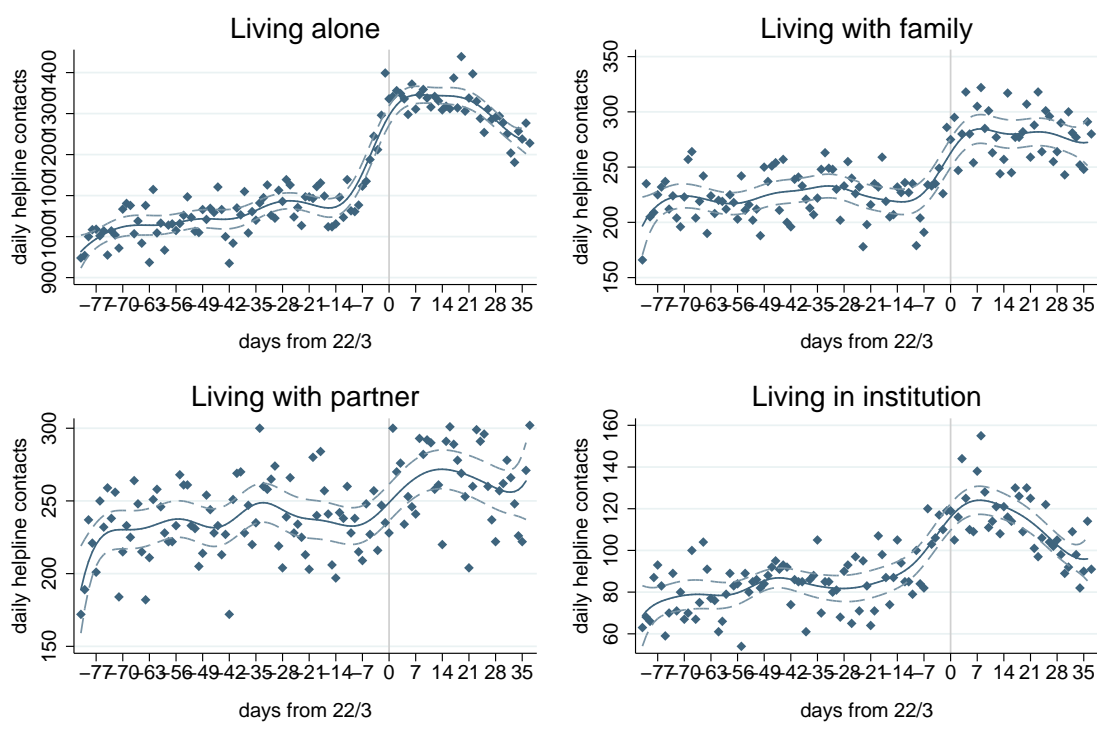 Living alone
daily helpline contacts
900 1000 1100 1200 1300 1400
−77 −70 −63 −56 −49 −42 −35 −28 −21 −14 −7 0 7 14 21 28 35
days from 22/3
Living with family
daily helpline contacts
150 200 250 300 350
−77 −70 −63 −56 −49 −42 −35 −28 −21 −14 −7 0 7 14 21 28 35
days from 22/3
Living with partner
daily helpline contacts
150 200 250 300
−77 −70 −63 −56 −49 −42 −35 −28 −21 −14 −7 0 7 14 21 28 35
days from 22/3
Living in institution
daily helpline contacts
60 80 100 120 140 160
−77 −70 −63 −56 −49 −42 −35 −28 −21 −14 −7 0 7 14 21 28 35
days from 22/3